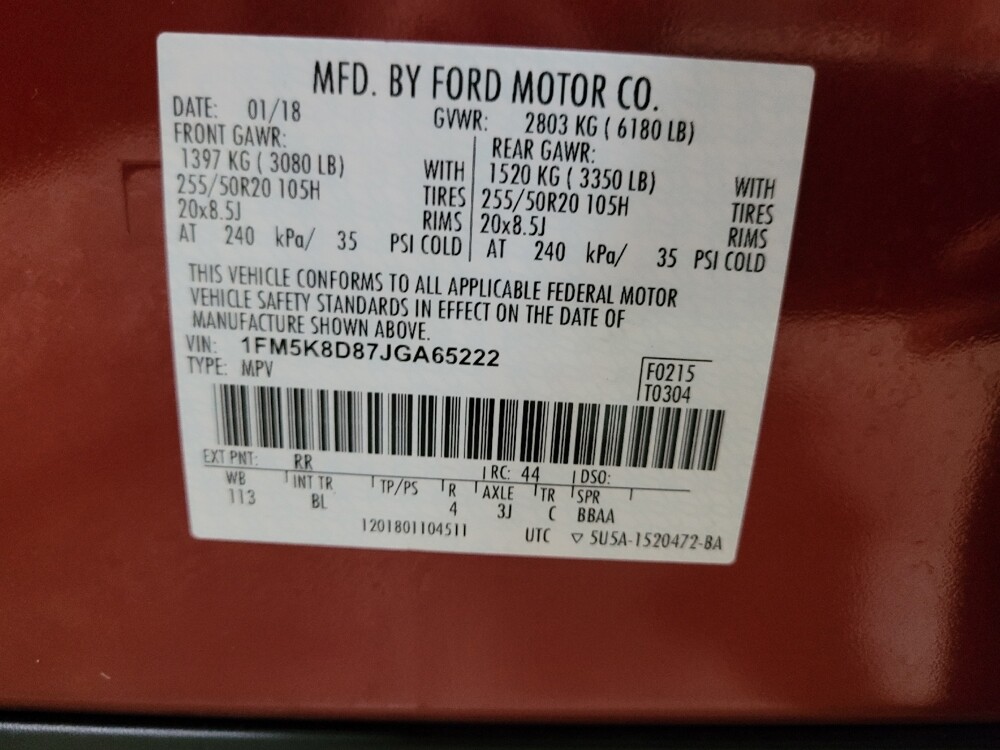 MFD. BY FORD MOTOR CO.
DATE: 01/18 GVWR: 2803 KG ( 6180 LB)
FRONT GAWR: REAR GAWR:
1397 KG ( 3080 LB) WITH 1520 KG ( 3350 LB) WITH
255/50R20 105H TIRES 255/50R20 105H TIRES
20x8.5J RIMS 20x8.5J RIMS
AT 240 kPa/ 35 PSI COLD AT 240 kPa/ 35 PSI COLD
THIS VEHICLE CONFORMS TO ALL APPLICABLE FEDERAL MOTOR
VEHICLE SAFETY STANDARDS IN EFFECT ON THE DATE OF
MANUFACTURE SHOWN ABOVE.
VIN: 1FM5K8D87JGA65222
TYPE: MPV F0215
T0304
EXT PNT: RR RC: 44 DSO:
WB INT TR TP/PS R AXLE TR SPR
113 BL 4 3J C BBAA
1201801104511 UTC ▽ 5U5A-1520472-BA